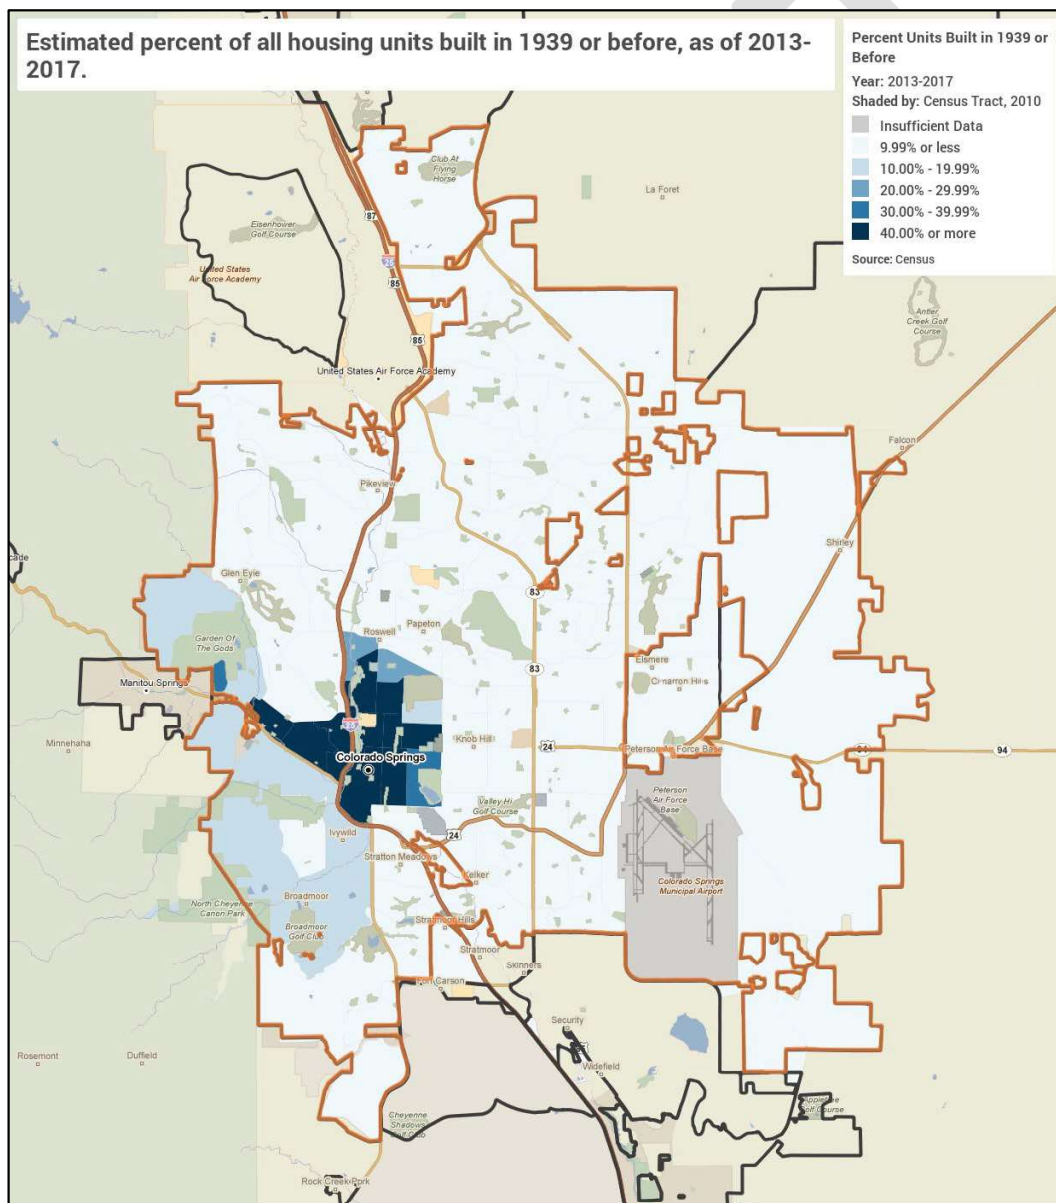 Estimated percent of all housing units built in 1939 or before, as of 2013-
2017.
Percent Units Built in 1939 or
Before
Year: 2013-2017
Shaded by: Census Tract, 2010
Insufficient Data
9.99% or less
10.00% - 19.99%
20.00% - 29.99%
30.00% - 39.99%
40.00% or more
Source: Census
Club At
Flying
Horse
La Foret
87
Eisenhower
Golf Course
25
United States
Air Force Academy
85
Antler
Creek Golf
Course
85
United States Air Force Academy
Falcon
Pikeview
Shirley
cade
Glen Eyie
83
Papeton
Roswell
Garden Of
The Gods
Elsmere
83
Manitou Springs
Cimarron Hills
25
Minnehaha
Knob Hill
24
Peterson Air Force Base
94
Colorado Springs
Peterson
Air Force
Base
Valley Hi
Golf Course
Ivywild
24
Stratton Meadows
Kelker
Colorado Springs
Municipal Airport
Broadmoor
North Cheyenne
Canon Park
Broadmoor
Golf Club
Stratmoor Hills
Stratmoor
Skinners
Fort Carson
Security
Rosemont
Duffield
Widefield
Appletree
Golf Course
Cheyenne
Shadows
Golf Club
Rock Creek Park